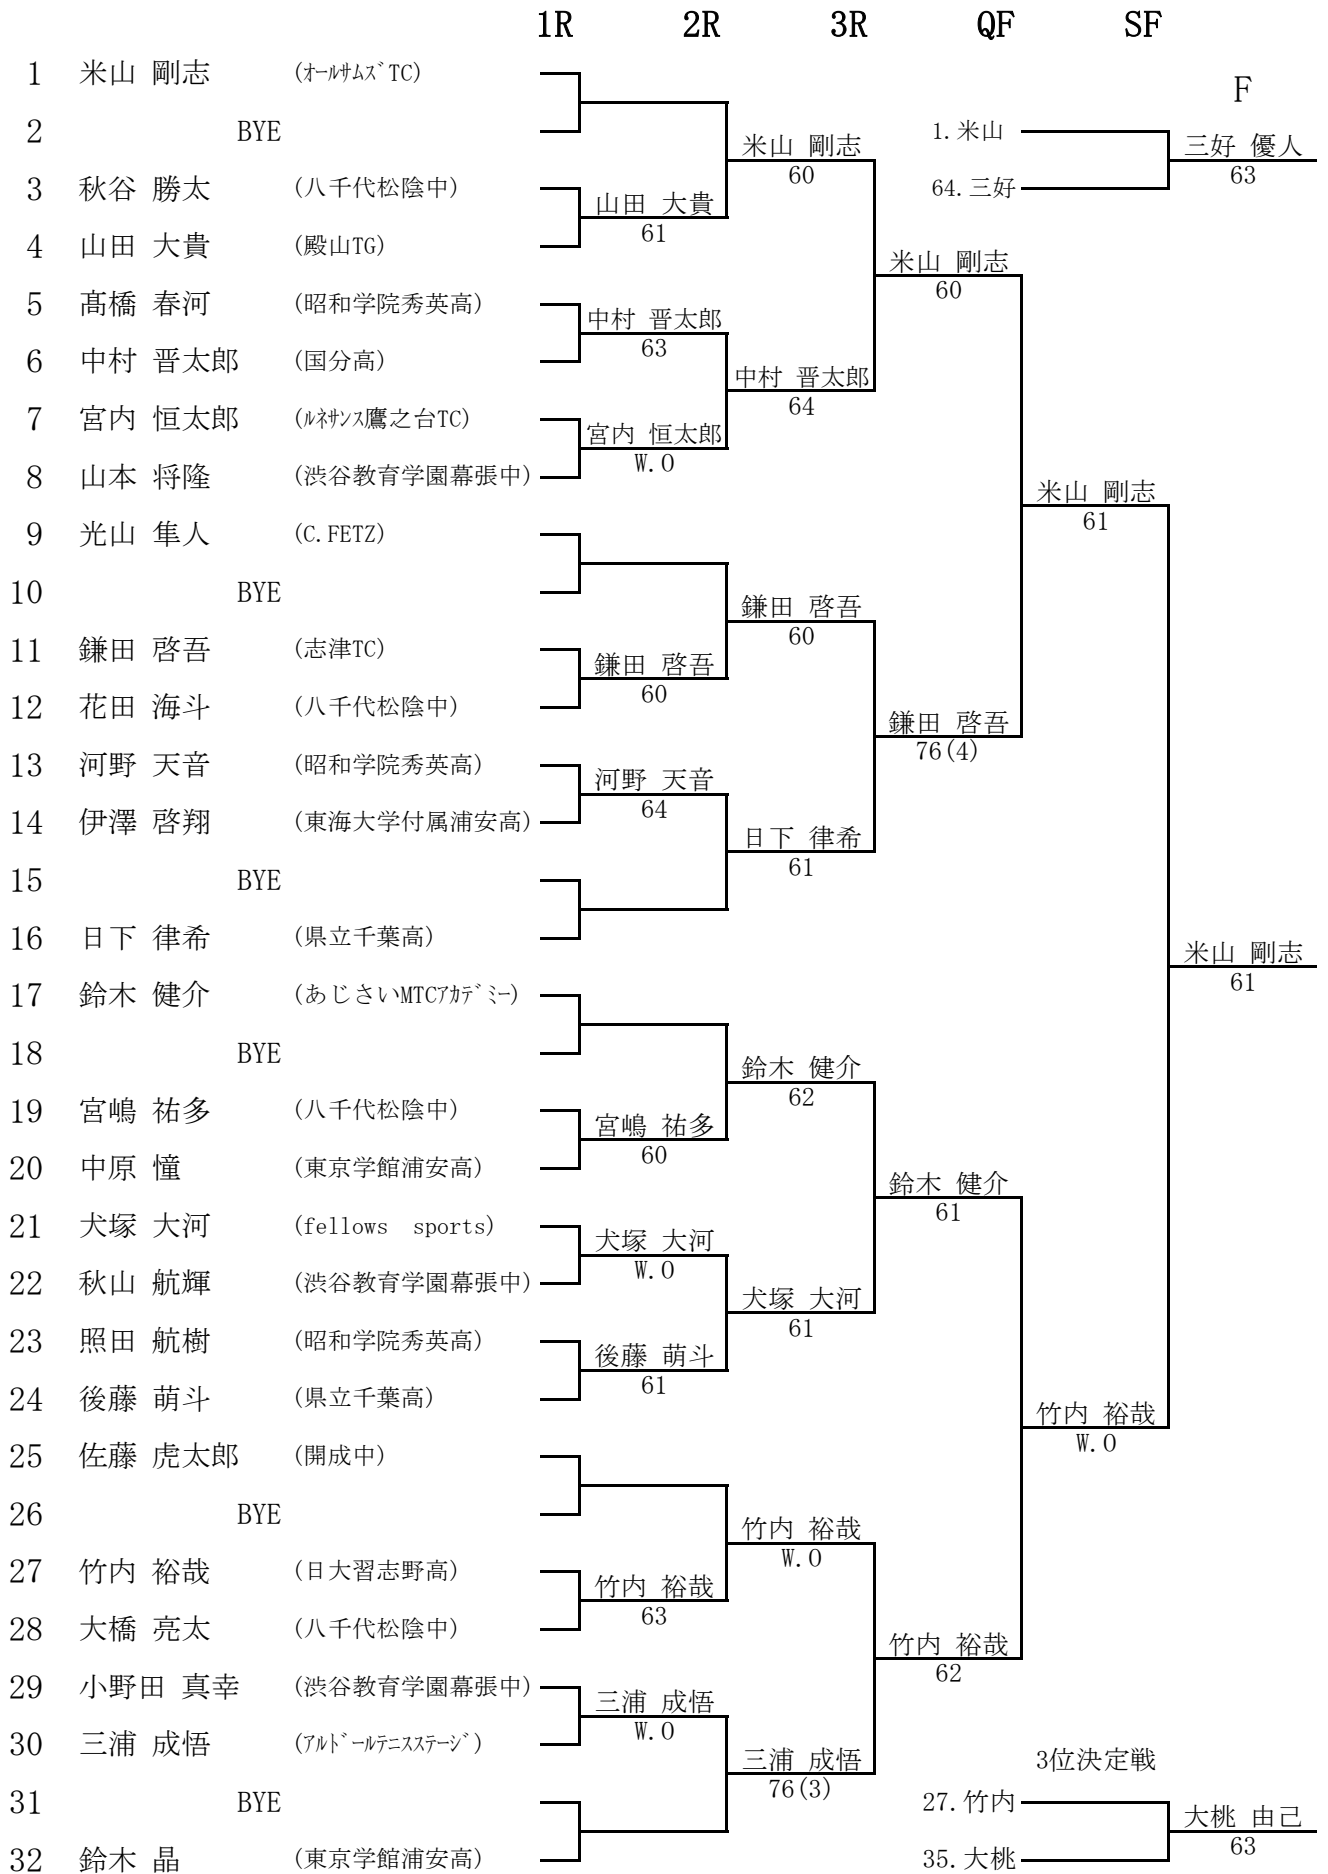 1R 2R 3R QF SF
1 米山 剛志 (ｵｰﾙｻﾑｽﾞTC)
F
2 BYE
1.米山
三好 優人
米山 剛志
60
63
3 秋谷 勝太 (八千代松陰中)
64.三好
山田 大貴
61
4 山田 大貴 (殿山TG)
米山 剛志
60
5 髙橋 春河 (昭和学院秀英高)
中村 晋太郎
63
6 中村 晋太郎 (国分高)
中村 晋太郎
64
7 宮内 恒太郎 (ﾙﾈｻﾝｽ鷹之台TC)
宮内 恒太郎
W.O
8 山本 将隆 (渋谷教育学園幕張中)
米山 剛志
61
9 光山 隼人 (C.FETZ)
10 BYE
鎌田 啓吾
60
11 鎌田 啓吾 (志津TC)
鎌田 啓吾
60
12 花田 海斗 (八千代松陰中)
鎌田 啓吾
76(4)
13 河野 天音 (昭和学院秀英高)
河野 天音
64
14 伊澤 啓翔 (東海大学付属浦安高)
日下 律希
61
15 BYE
16 日下 律希 (県立千葉高)
米山 剛志
61
17 鈴木 健介 (あじさいMTCｱｶﾃﾞﾐｰ)
18 BYE
鈴木 健介
62
19 宮嶋 祐多 (八千代松陰中)
宮嶋 祐多
60
20 中原 憧 (東京学館浦安高)
鈴木 健介
61
21 犬塚 大河 (fellows sports)
犬塚 大河
W.O
22 秋山 航輝 (渋谷教育学園幕張中)
犬塚 大河
61
23 照田 航樹 (昭和学院秀英高)
後藤 萌斗
61
24 後藤 萌斗 (県立千葉高)
竹内 裕哉
W.O
25 佐藤 虎太郎 (開成中)
26 BYE
竹内 裕哉
W.O
27 竹内 裕哉 (日大習志野高)
竹内 裕哉
63
28 大橋 亮太 (八千代松陰中)
竹内 裕哉
62
29 小野田 真幸 (渋谷教育学園幕張中)
三浦 成悟
W.O
30 三浦 成悟 (ｱﾙﾄﾞｰﾙﾃﾆｽｽﾃｰｼﾞ)
三浦 成悟
76(3)
3位決定戦
31 BYE
27.竹内
大桃 由己
63
32 鈴木 晶 (東京学館浦安高)
35.大桃